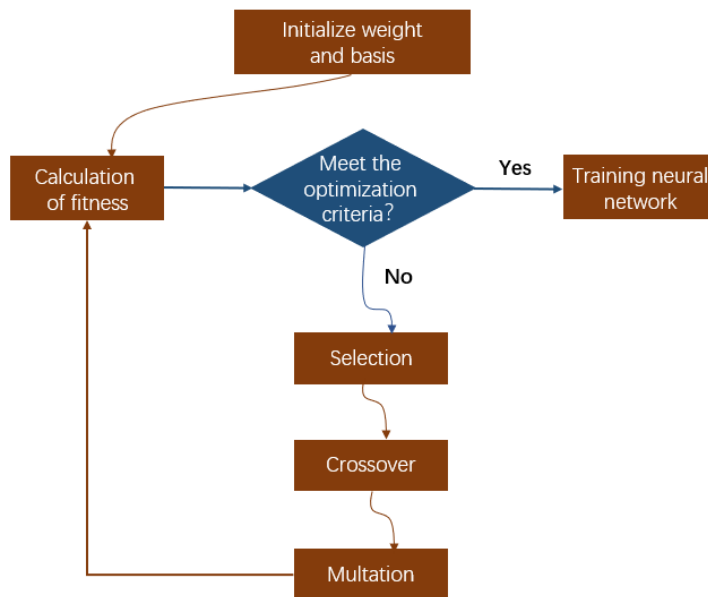 Initialize weight
and basis
Calculation
of fitness
Meet the
optimization
criteria?
Yes
Training neural
network
No
Selection
Crossover
Multation